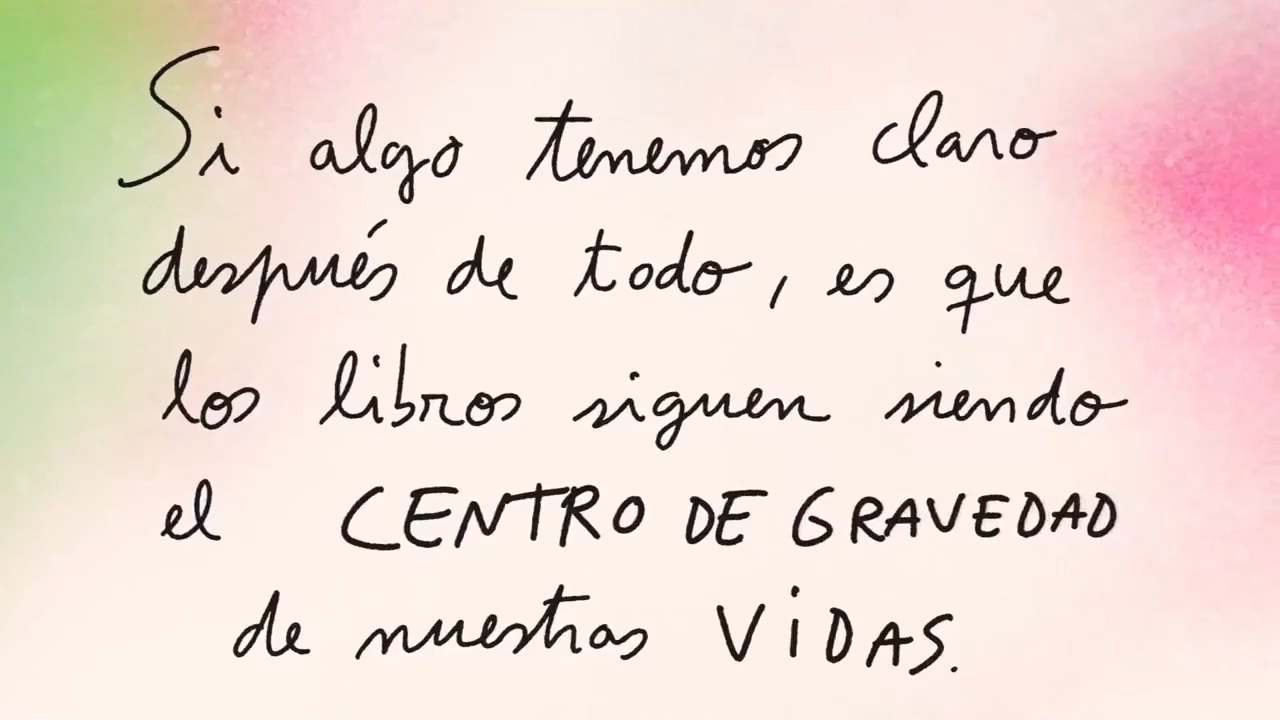 Si algo tenemos claro
después de todo, es que
los libros siguen siendo
el CENTRO DE GRAVEDAD
de nuestras ViDAS.